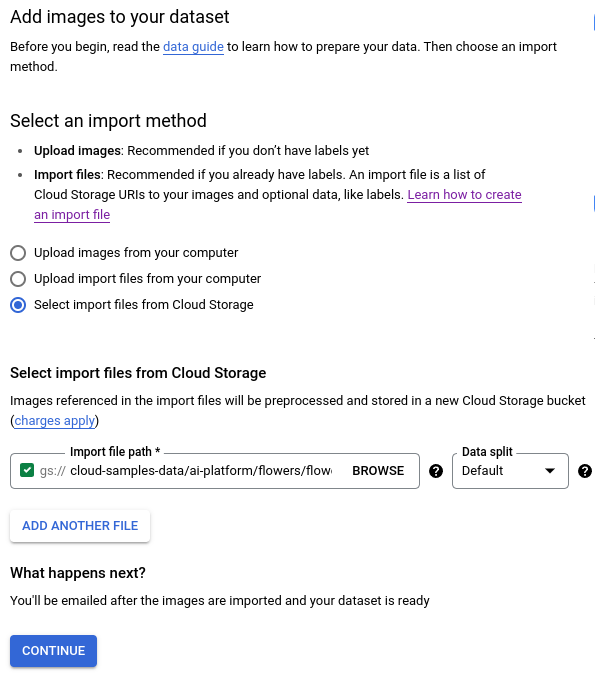 Add images to your dataset
Before you begin, read the data guide to learn how to prepare your data. Then choose an import
method.
Select an import method
• Upload images: Recommended if you don't have labels yet
• Import files: Recommended if you already have labels. An import file is a list of
Cloud Storage URIs to your images and optional data, like labels. Learn how to create
an import file
Upload images from your computer
Upload import files from your computer
Select import files from Cloud Storage
Select import files from Cloud Storage
Images referenced in the import files will be preprocessed and stored in a new Cloud Storage bucket
(charges apply)
Import file path * Data split
gs:// cloud-samples-data/ai-platform/flowers/flow BROWSE ? Default ?
ADD ANOTHER FILE
What happens next?
You'll be emailed after the images are imported and your dataset is ready
CONTINUE